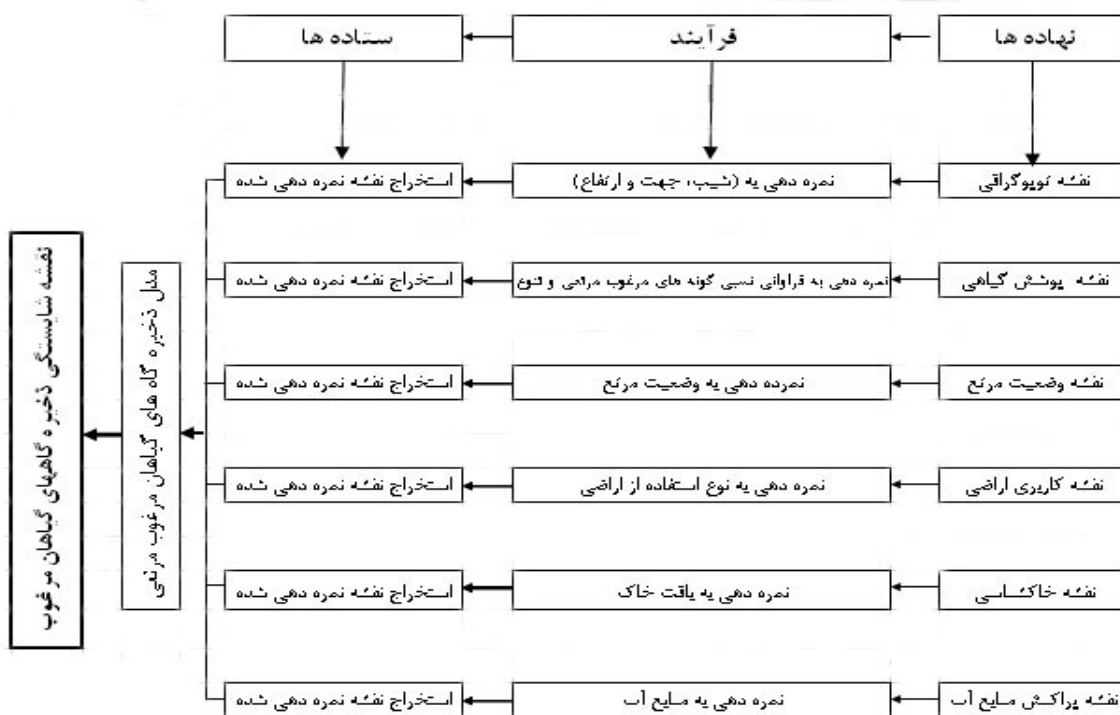 نهاده ها
فرآیند
ستاده ها
نقشه توپوگرافی
نمره دهی به (شیب، جهت و ارتفاع)
استخراج نقشه نمره دهی شده
نقشه پوشش گیاهی
نمره دهی به فراوانی نسبی گونه های مرغوب مرتعی و تنوع
استخراج نقشه نمره دهی شده
نقشه وضعیت مرتع
نمرده دهی به وضعیت مرتع
استخراج نقشه نمره دهی شده
نقشه کاربری اراضی
نمره دهی به نوع استفاده از اراضی
استخراج نقشه نمره دهی شده
نقشه خاکشناسی
نمره دهی به بافت خاک
استخراج نقشه نمره دهی شده
نقشه پراکنش منابع آب
نمره دهی به منابع آب
استخراج نقشه نمره دهی شده
مدل ذخیره گاه های گیاهان مرغوب مرتعی
نقشه شایستگی ذخیره گاههای گیاهان مرغوب